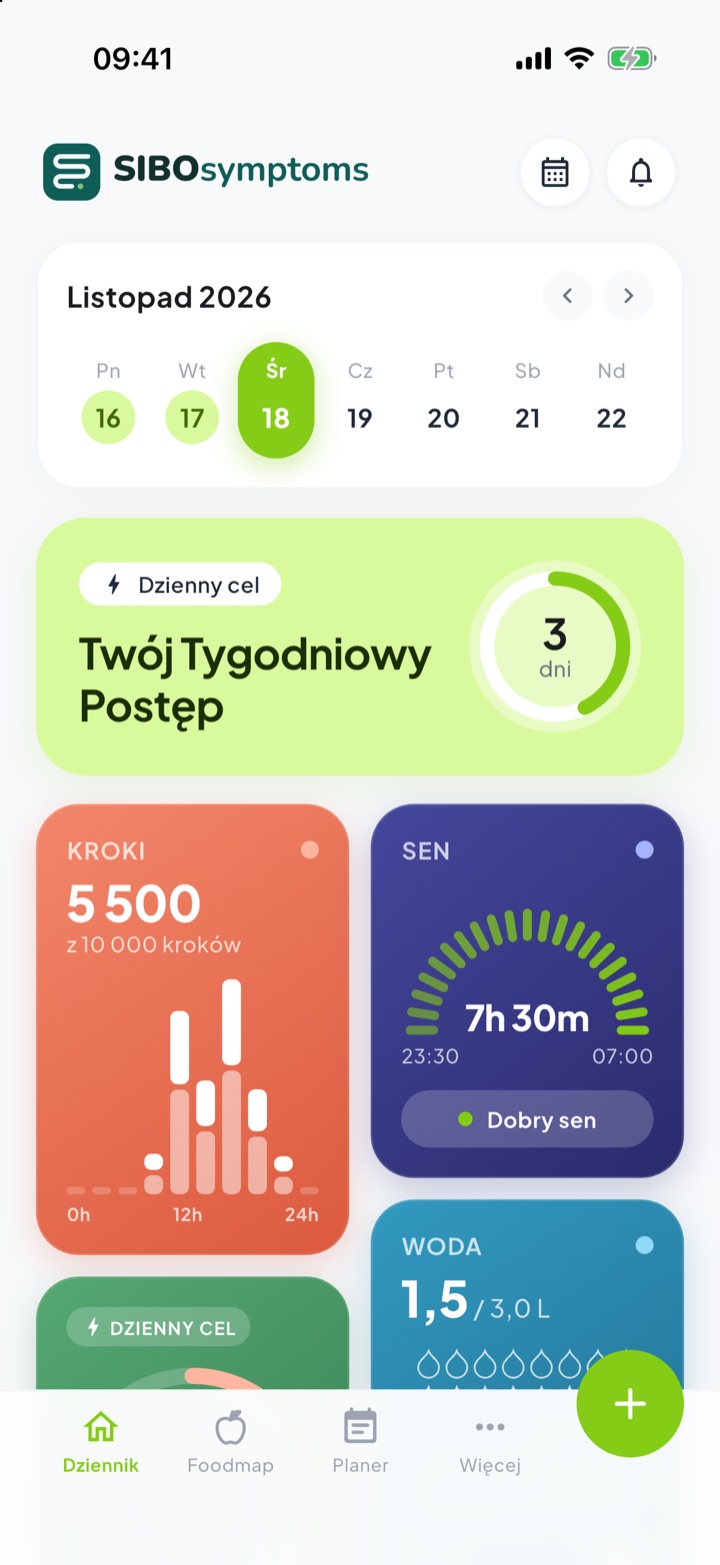 09:41
SIBOsymptoms
Listopad 2026
Pn Wt Śr Cz Pt Sb Nd
16 17 18 19 20 21 22
Dzienny cel
Twój Tygodniowy
Postęp
3
dni
KROKI
5 500
z 10 000 kroków
0h 12h 24h
SEN
7h 30m
23:30 07:00
Dobry sen
WODA
1,5 / 3,0 L
DZIENNY CEL
Dziennik Foodmap Planer Więcej